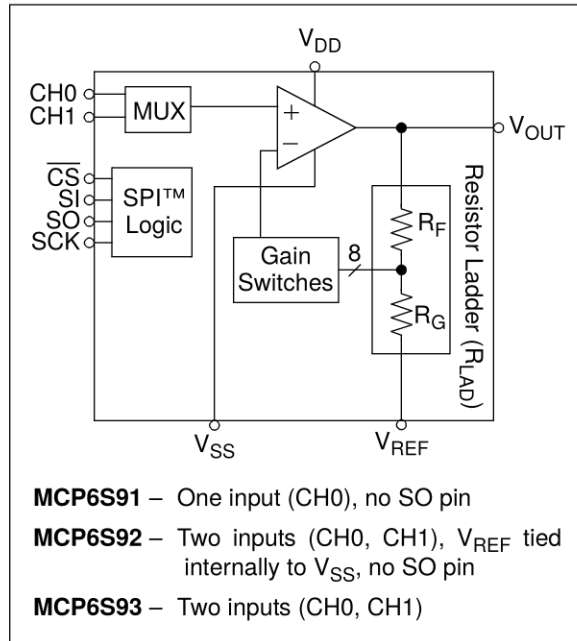 V_DD
CH0
CH1
MUX
+
−
V_OUT
C̅S̅
SI
SO
SCK
SPI™
Logic
Gain
Switches
8
R_F
R_G
Resistor Ladder (R_LAD)
V_SS
V_REF
MCP6S91 – One input (CH0), no SO pin
MCP6S92 – Two inputs (CH0, CH1), V_REF tied
internally to V_SS, no SO pin
MCP6S93 – Two inputs (CH0, CH1)